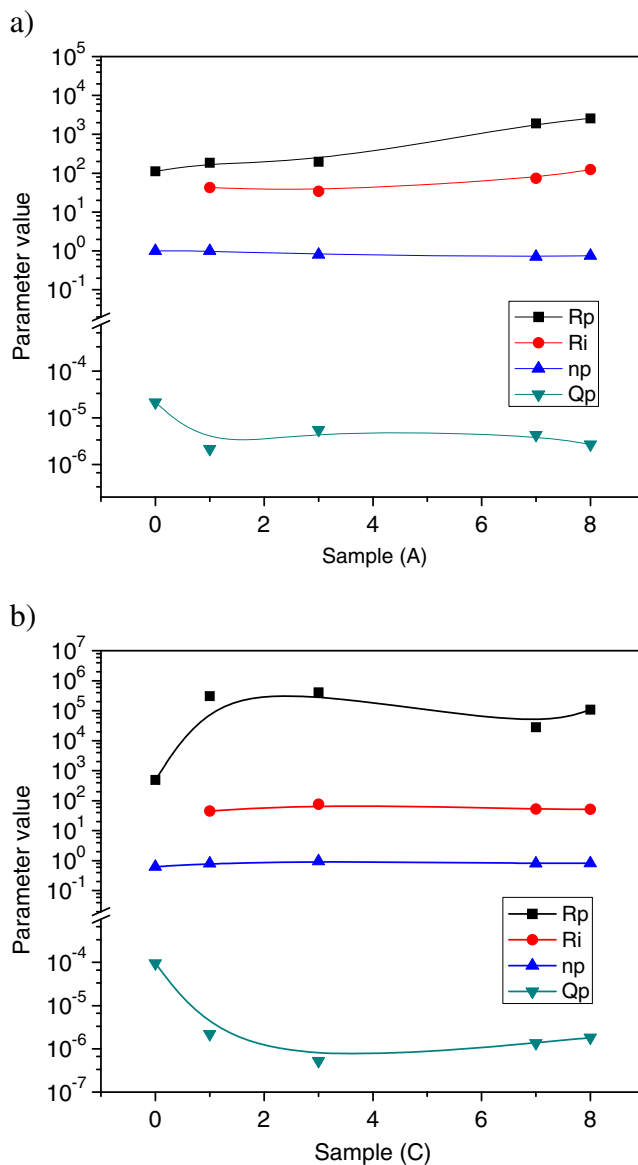 a)
10^5
10^4
10^3
10^2
10^1
10^0
10^-1
10^-4
10^-5
10^-6
Parameter value
Rp
Ri
np
Qp
0 2 4 6 8
Sample (A)
b)
10^7
10^6
10^5
10^4
10^3
10^2
10^1
10^0
10^-1
10^-4
10^-5
10^-6
10^-7
Parameter value
Rp
Ri
np
Qp
0 2 4 6 8
Sample (C)